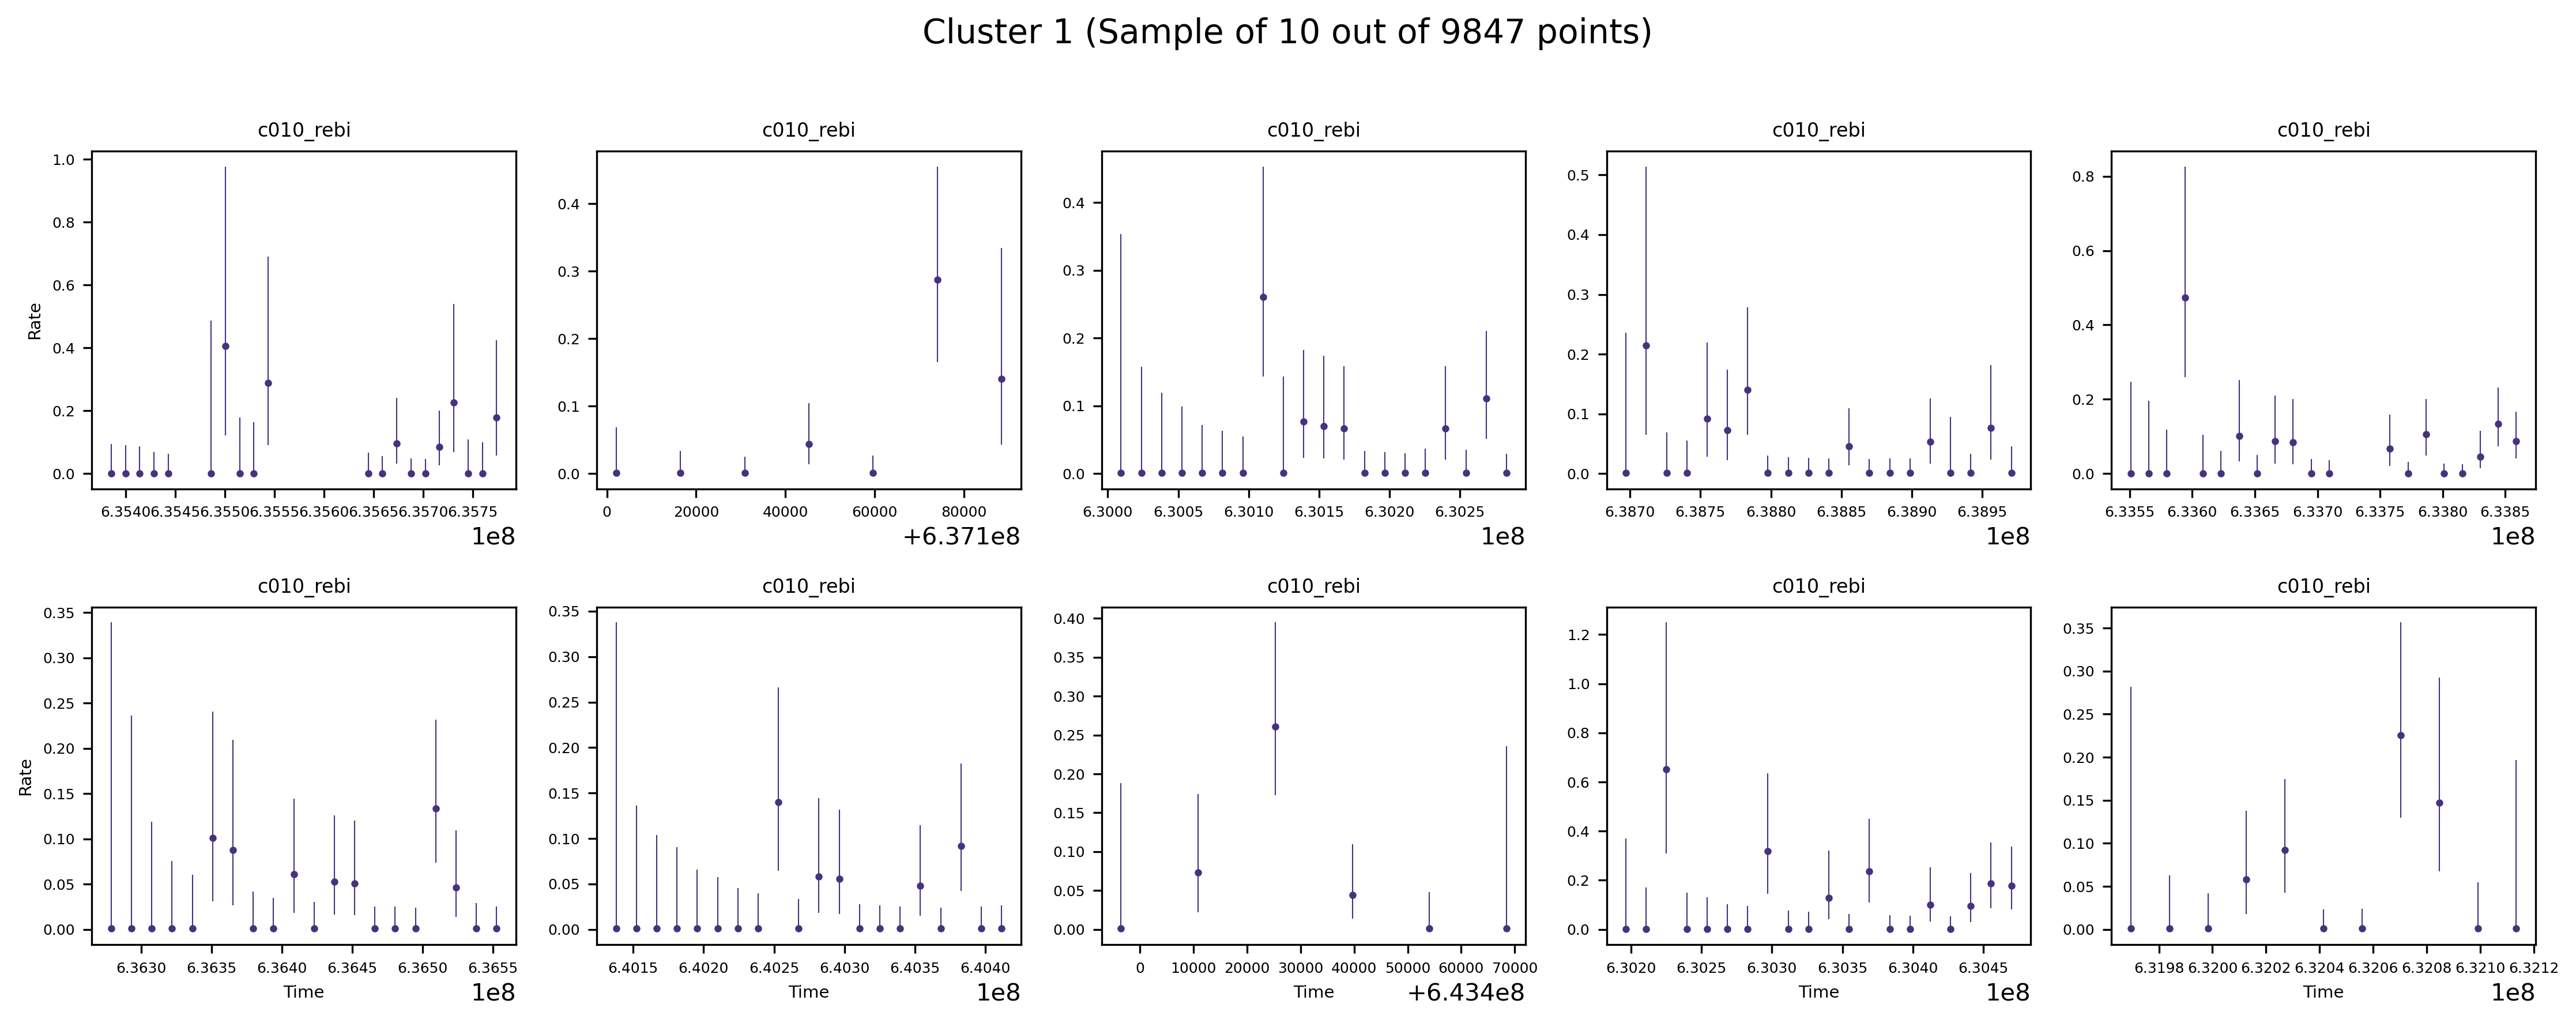 Cluster 1 (Sample of 10 out of 9847 points)
c010_rebi c010_rebi c010_rebi c010_rebi c010_rebi
Rate
1.0 0.8 0.6 0.4 0.2 0.0
6.3540 6.3545 6.3550 6.3555 6.3560 6.3565 6.3570 6.3575
1e8
0.4 0.3 0.2 0.1 0.0
0 20000 40000 60000 80000
+6.371e8
0.4 0.3 0.2 0.1 0.0
6.3000 6.3005 6.3010 6.3015 6.3020 6.3025
1e8
0.5 0.4 0.3 0.2 0.1 0.0
6.3870 6.3875 6.3880 6.3885 6.3890 6.3895
1e8
0.8 0.6 0.4 0.2 0.0
6.3355 6.3360 6.3365 6.3370 6.3375 6.3380 6.3385
1e8
c010_rebi c010_rebi c010_rebi c010_rebi c010_rebi
Rate
0.35 0.30 0.25 0.20 0.15 0.10 0.05 0.00
6.3630 6.3635 6.3640 6.3645 6.3650 6.3655
Time 1e8
0.35 0.30 0.25 0.20 0.15 0.10 0.05 0.00
6.4015 6.4020 6.4025 6.4030 6.4035 6.4040
Time 1e8
0.40 0.35 0.30 0.25 0.20 0.15 0.10 0.05 0.00
0 10000 20000 30000 40000 50000 60000 70000
Time +6.434e8
1.2 1.0 0.8 0.6 0.4 0.2 0.0
6.3020 6.3025 6.3030 6.3035 6.3040 6.3045
Time 1e8
0.35 0.30 0.25 0.20 0.15 0.10 0.05 0.00
6.3198 6.3200 6.3202 6.3204 6.3206 6.3208 6.3210 6.3212
Time 1e8